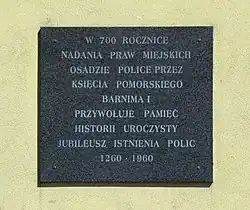 W 700 ROCZNICĘ
NADANIA PRAW MIEJSKICH
OSADZIE POLICE PRZEZ
KSIĘCIA POMORSKIEGO
BARNIMA I
PRZYWOŁUJE PAMIĘĆ
HISTORII UROCZYSTY
JUBILEUSZ ISTNIENIA POLIC
1260 - 1960